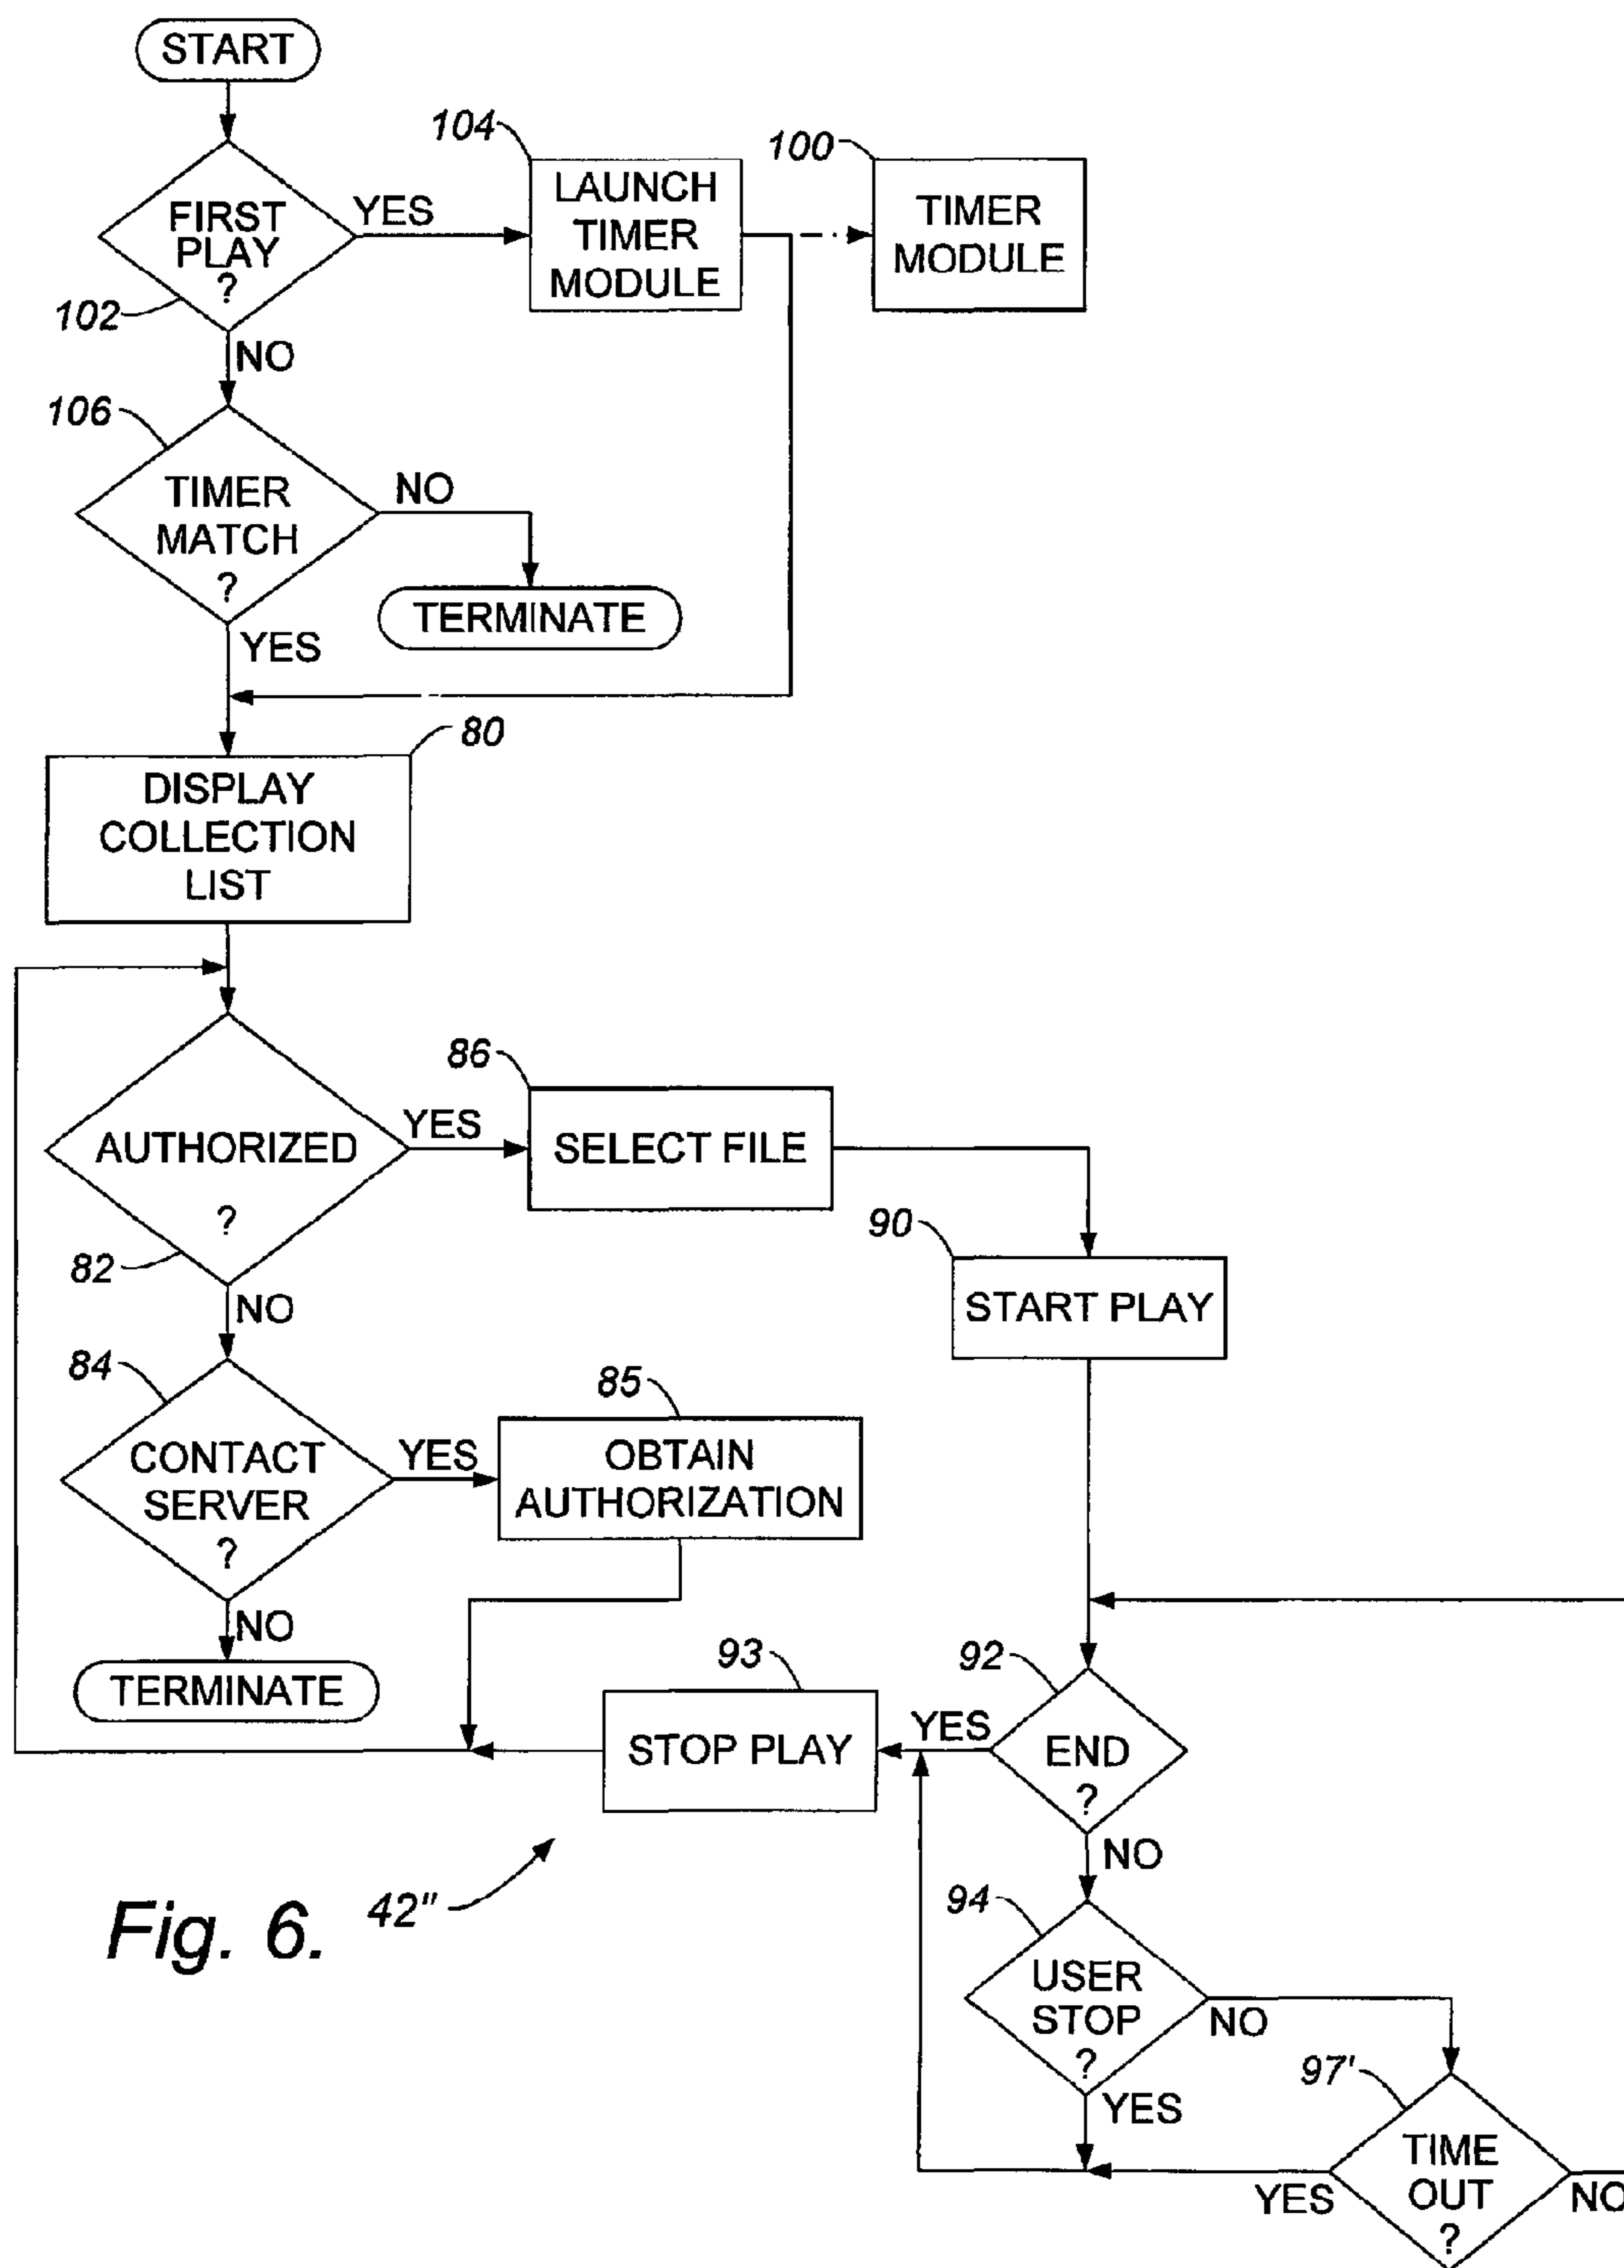 START
104
100
FIRST
PLAY
?
YES
LAUNCH
TIMER
MODULE
TIMER
MODULE
102
NO
106
TIMER
MATCH
?
NO
TERMINATE
YES
80
DISPLAY
COLLECTION
LIST
86
AUTHORIZED
?
YES
SELECT FILE
82
90
START PLAY
NO
84
85
CONTACT
SERVER
?
YES
OBTAIN
AUTHORIZATION
NO
TERMINATE
93
92
STOP PLAY
YES
END
?
NO
Fig. 6.
42"
94
USER
STOP
?
NO
YES
97'
TIME
OUT
?
YES
NO